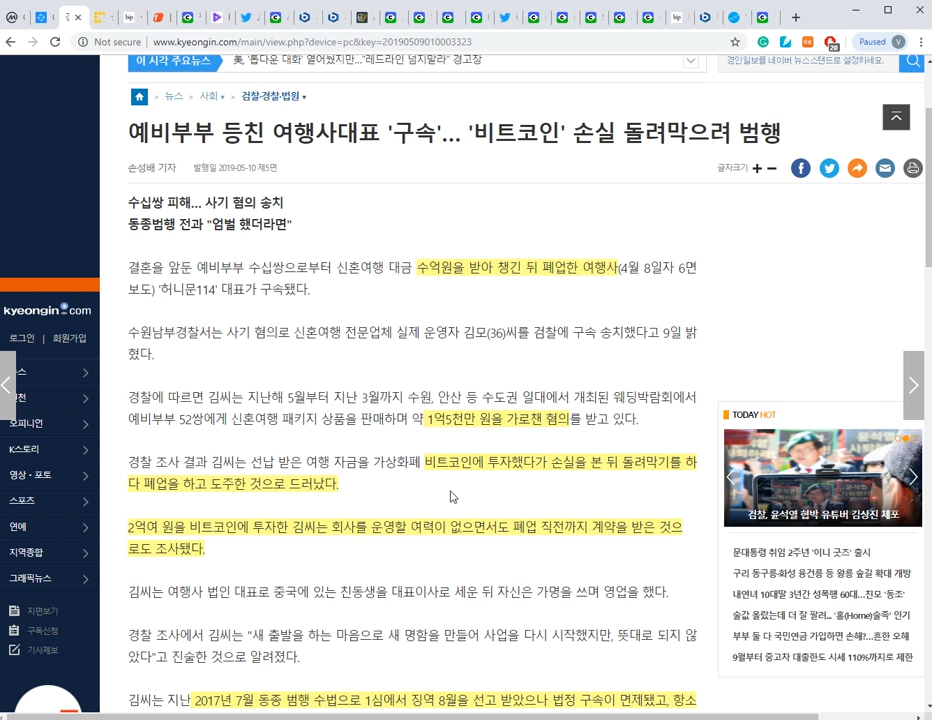 Not secure | www.kyeongin.com/main/view.php?device=pc&key=20190509010003323
Paused V
20
이 시각 주요뉴스
美 '톱다운 대화' 열어뒀지만…"레드라인 넘지말라" 경고장
경인일보를 네이버 뉴스스탠드로 설정하세요.
뉴스 > 사회 > 검찰·경찰·법원
예비부부 등친 여행사대표 '구속'… '비트코인' 손실 돌려막으려 범행
손성배 기자 발행일 2019-05-10 제5면
글자크기 + −
수십쌍 피해… 사기 혐의 송치
동종범행 전과 "엄벌 했더라면"
결혼을 앞둔 예비부부 수십쌍으로부터 신혼여행 대금 수억원을 받아 챙긴 뒤 폐업한 여행사(4월 8일자 6면
보도) '허니문114' 대표가 구속됐다.
수원남부경찰서는 사기 혐의로 신혼여행 전문업체 실제 운영자 김모(36)씨를 검찰에 구속 송치했다고 9일 밝
혔다.
경찰에 따르면 김씨는 지난해 5월부터 지난 3월까지 수원, 안산 등 수도권 일대에서 개최된 웨딩박람회에서
예비부부 52쌍에게 신혼여행 패키지 상품을 판매하며 약 1억5천만 원을 가로챈 혐의를 받고 있다.
경찰 조사 결과 김씨는 선납 받은 여행 자금을 가상화폐 비트코인에 투자했다가 손실을 본 뒤 돌려막기를 하
다 폐업을 하고 도주한 것으로 드러났다.
2억여 원을 비트코인에 투자한 김씨는 회사를 운영할 여력이 없으면서도 폐업 직전까지 계약을 받은 것으
로도 조사됐다.
김씨는 여행사 법인 대표로 중국에 있는 친동생을 대표이사로 세운 뒤 자신은 가명을 쓰며 영업을 했다.
경찰 조사에서 김씨는 "새 출발을 하는 마음으로 새 명함을 만들어 사업을 다시 시작했지만, 뜻대로 되지 않
았다"고 진술한 것으로 알려졌다.
김씨는 지난 2017년 7월 동종 범행 수법으로 1심에서 징역 8월을 선고 받았으나 법정 구속이 면제됐고, 항소
kyeongin.com
로그인 | 회원가입
뉴스
인천
오피니언
K스토리
영상·포토
스포츠
연예
지역종합
그래픽뉴스
지면보기
구독신청
기사제보
TODAY HOT
검찰, 윤석열 협박 유튜버 김상진 체포
문대통령 취임 2주년 '이니 굿즈' 출시
구리 동구릉·화성 융건릉 등 왕릉 숲길 확대 개방
내연녀 10대딸 3년간 성폭행 60대…친모 '동조'
술값 올랐는데 더 잘 팔려… '홈(Home)술족' 인기
부부 둘 다 국민연금 가입하면 손해?…흔한 오해
9월부터 중고자 대출한도 시세 110%까지로 제한